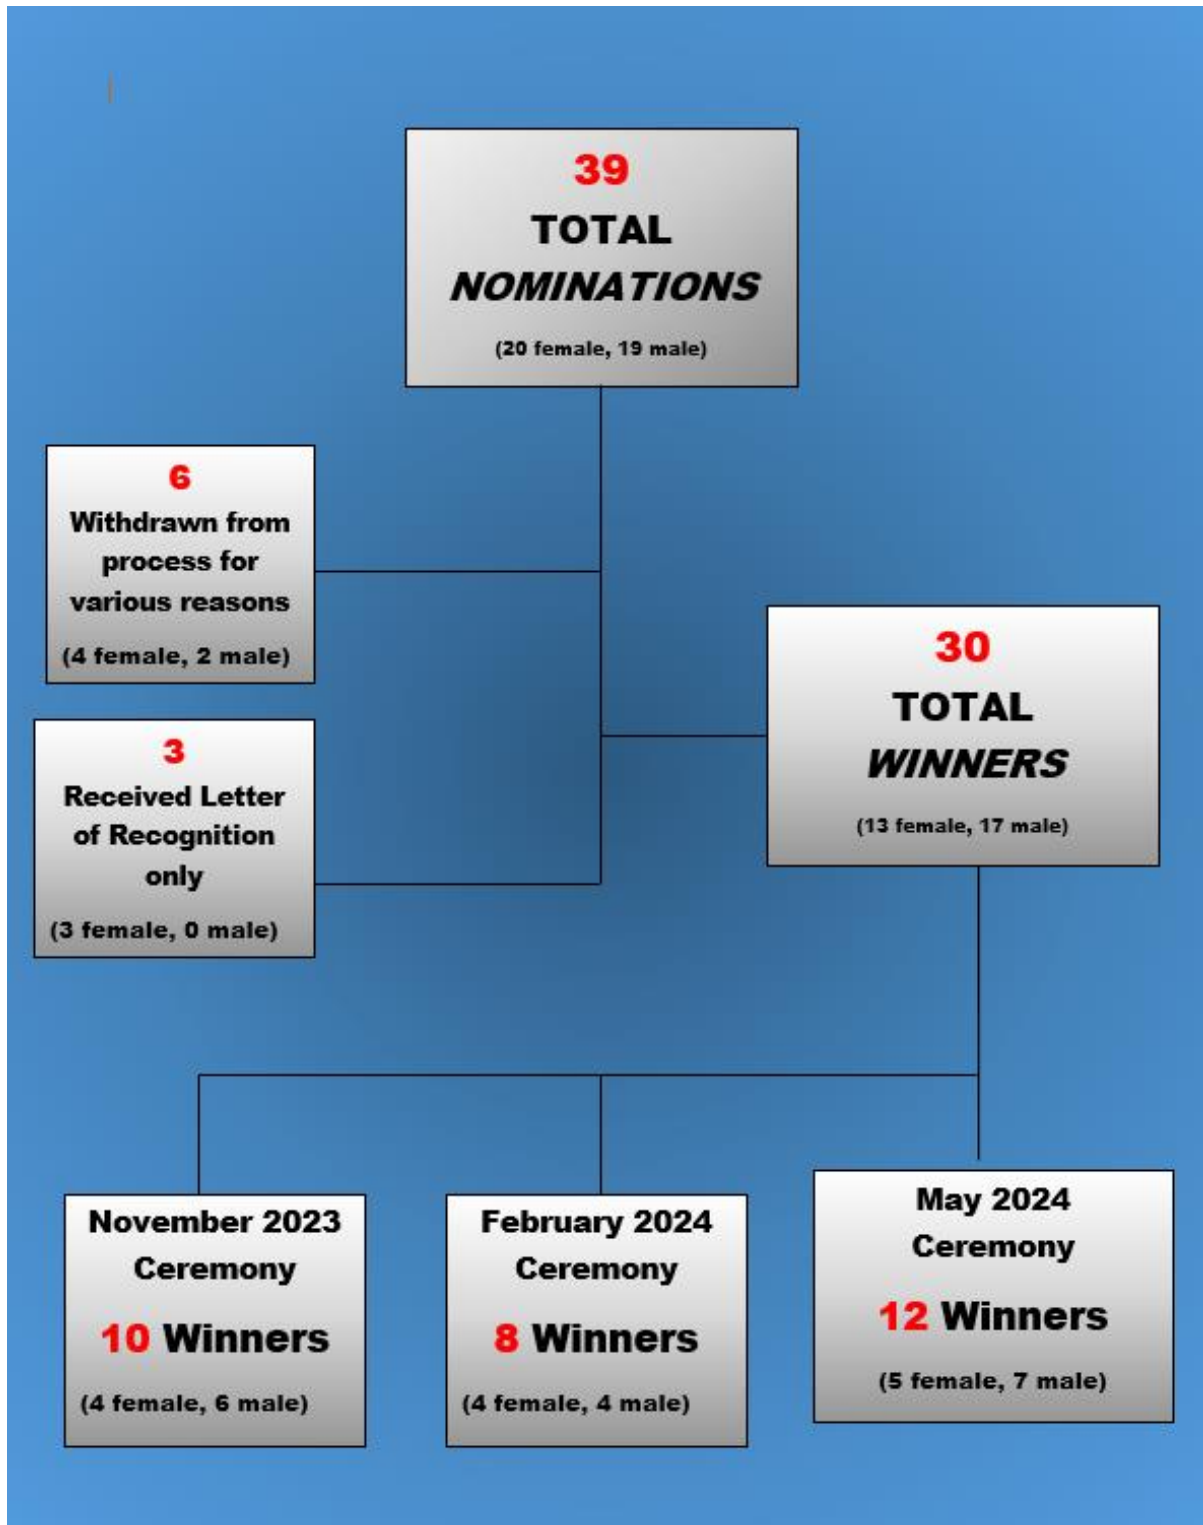 39
TOTAL
NOMINATIONS
(20 female, 19 male)
6
Withdrawn from
process for
various reasons
(4 female, 2 male)
3
Received Letter
of Recognition
only
(3 female, 0 male)
30
TOTAL
WINNERS
(13 female, 17 male)
November 2023
Ceremony
10 Winners
(4 female, 6 male)
February 2024
Ceremony
8 Winners
(4 female, 4 male)
May 2024
Ceremony
12 Winners
(5 female, 7 male)